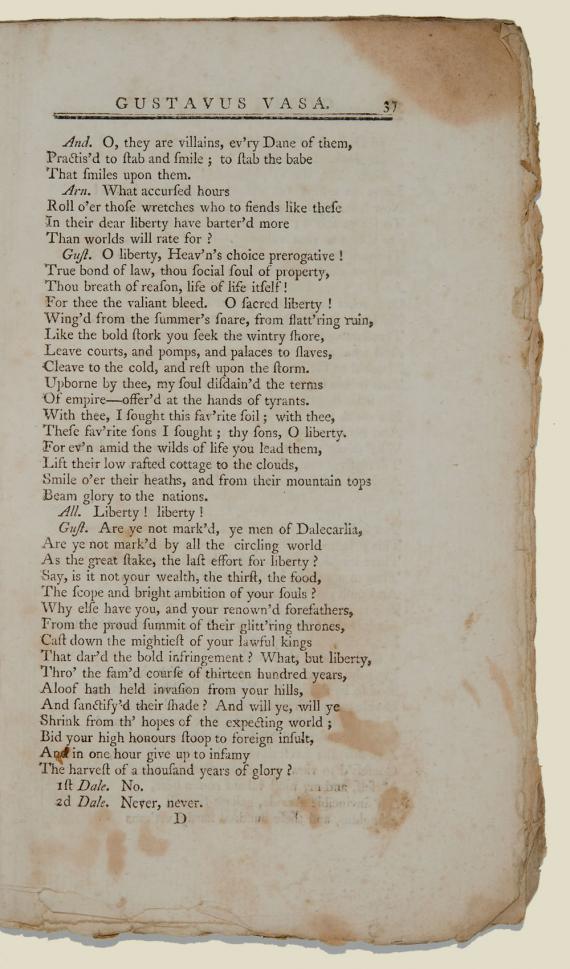 GUSTAVUS VASA. 37
And. O, they are villains, ev'ry Dane of them,
Practis'd to ſtab and ſmile ; to ſtab the babe
That ſmiles upon them.
Arn. What accurſed hours
Roll o'er thoſe wretches who to fiends like theſe
In their dear liberty have barter'd more
Than worlds will rate for ?
Guſt. O liberty, Heav'n's choice prerogative !
True bond of law, thou ſocial ſoul of property,
Thou breath of reaſon, life of life itſelf !
For thee the valiant bleed. O ſacred liberty !
Wing'd from the ſummer's ſnare, from flatt'ring ruin,
Like the bold ſtork you ſeek the wintry ſhore,
Leave courts, and pomps, and palaces to ſlaves,
Cleave to the cold, and reſt upon the ſtorm.
Upborne by thee, my ſoul diſdain'd the terms
Of empire—offer'd at the hands of tyrants.
With thee, I ſought this fav'rite ſoil ; with thee,
Theſe fav'rite ſons I ſought ; thy ſons, O liberty.
For ev'n amid the wilds of life you lead them,
Lift their low rafted cottage to the clouds,
Smile o'er their heaths, and from their mountain tops
Beam glory to the nations.
All. Liberty ! liberty !
Guſt. Are ye not mark'd, ye men of Dalecarlia,
Are ye not mark'd by all the circling world
As the great ſtake, the laſt effort for liberty ?
Say, is it not your wealth, the thirſt, the food,
The ſcope and bright ambition of your ſouls ?
Why elſe have you, and your renown'd forefathers,
From the proud ſummit of their glitt'ring thrones,
Caſt down the mightieſt of your lawful kings
That dar'd the bold infringement ? What, but liberty,
Thro' the fam'd courſe of thirteen hundred years,
Aloof hath held invaſion from your hills,
And ſanctify'd their ſhade ? And will ye, will ye
Shrink from th' hopes of the expecting world ;
Bid your high honours ſtoop to foreign inſult,
And in one hour give up to infamy
The harveſt of a thouſand years of glory ?
1ſt Dale. No.
2d Dale. Never, never.
D